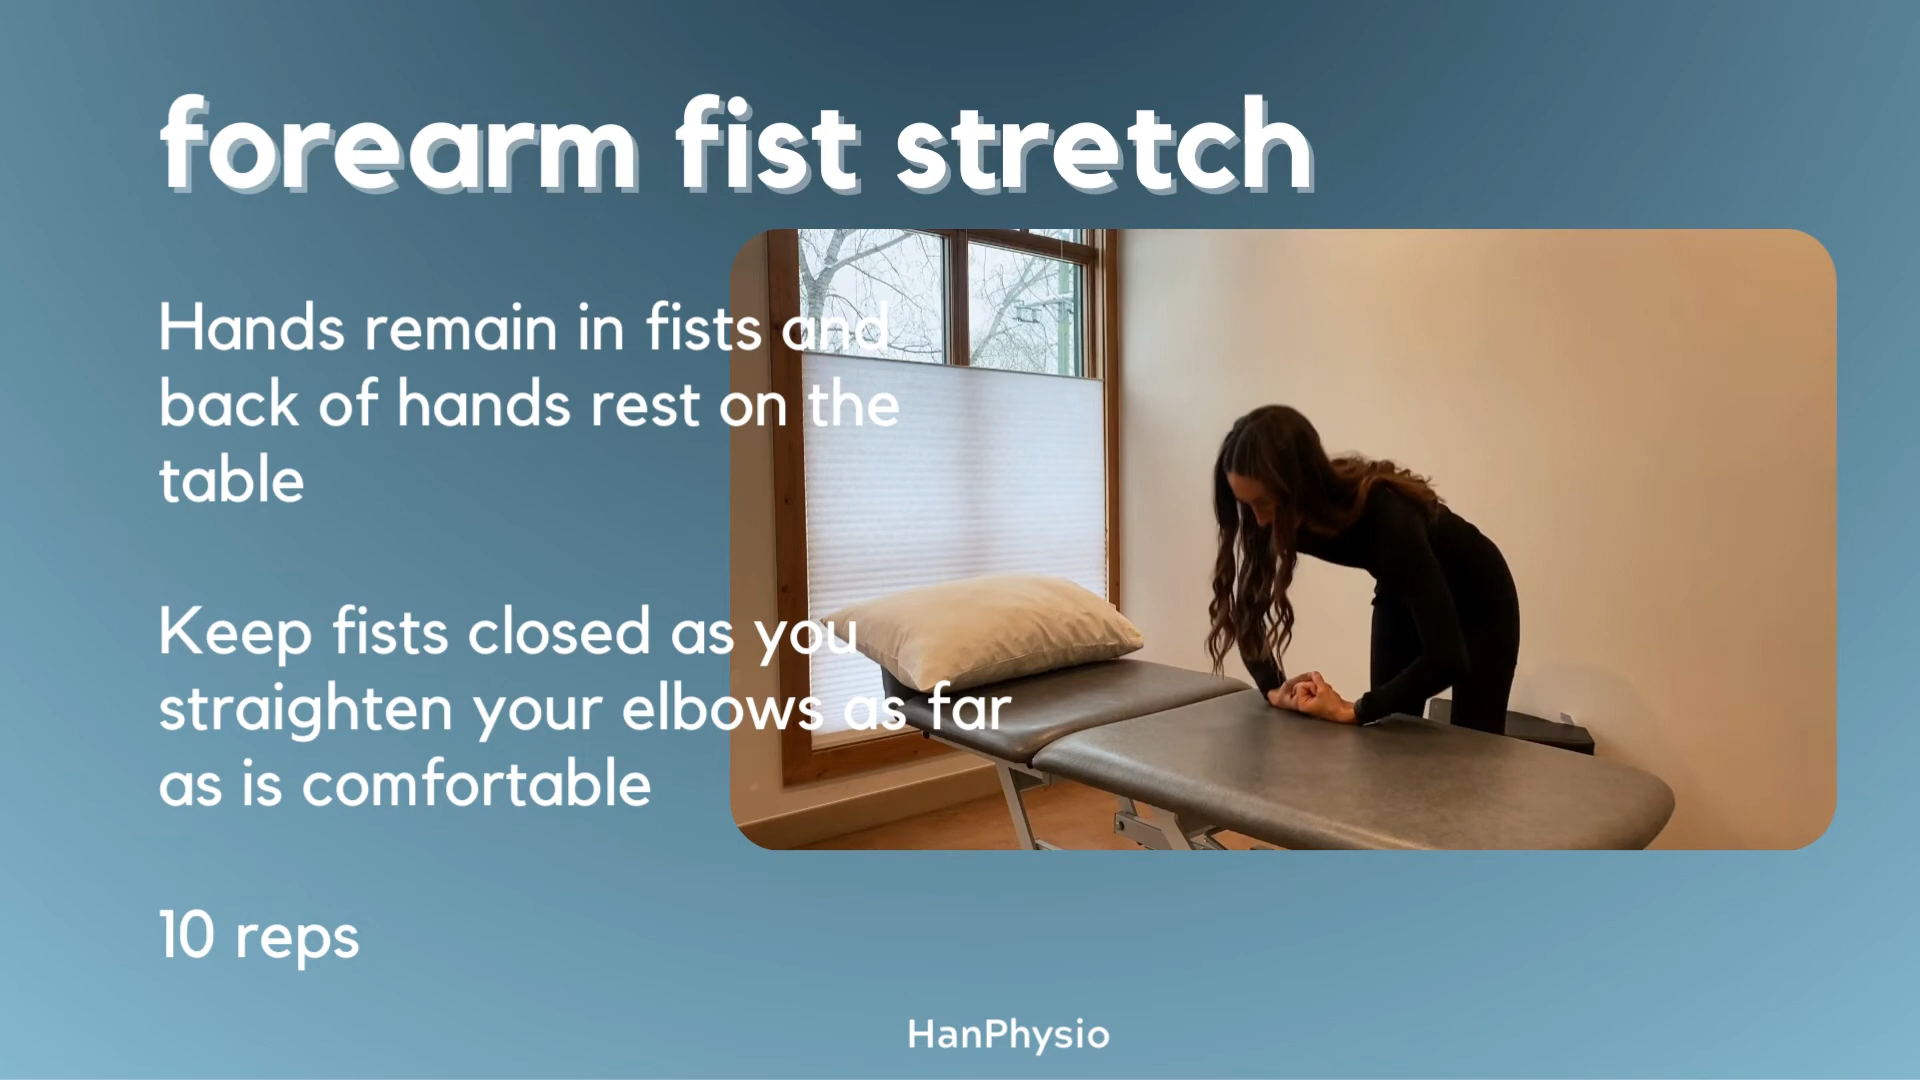 forearm fist stretch
Hands remain in fists and
back of hands rest on the
table
Keep fists closed as you
straighten your elbows as far
as is comfortable
10 reps
HanPhysio